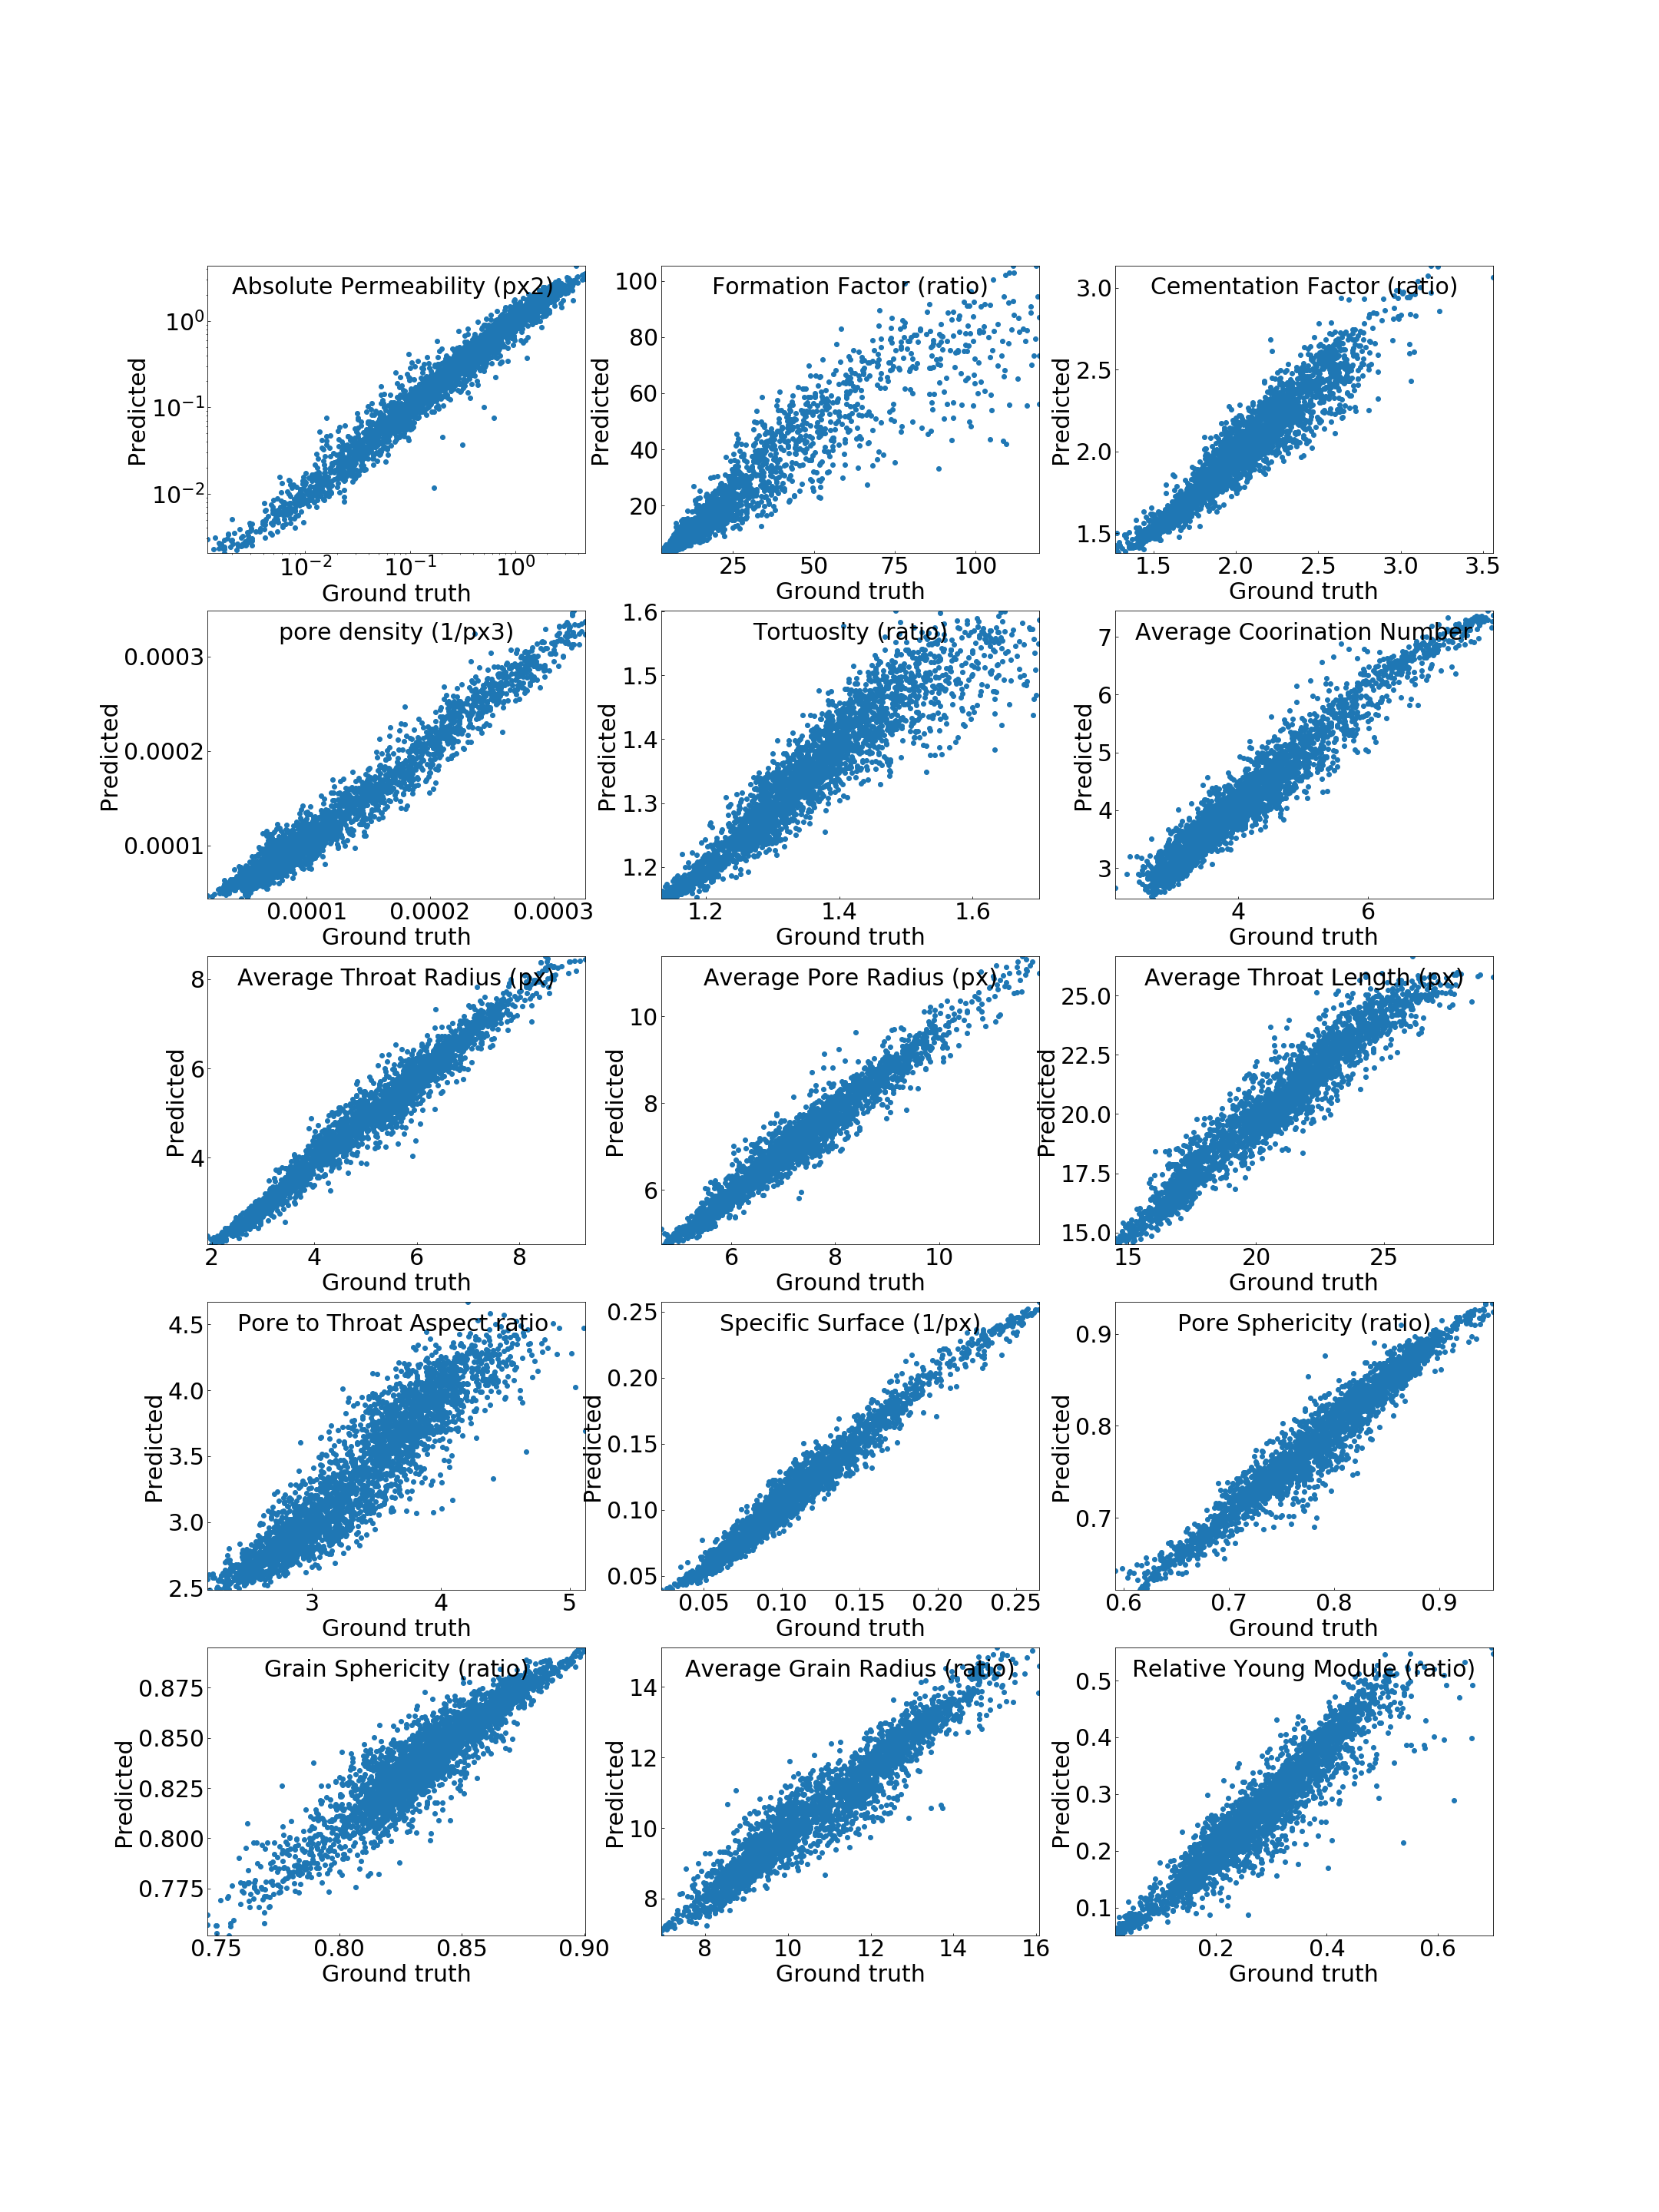 Absolute Permeability (px2)
Predicted
10^0
10^-1
10^-2
10^-2 10^-1 10^0
Ground truth
Formation Factor (ratio)
Predicted
100
80
60
40
20
25 50 75 100
Ground truth
Cementation Factor (ratio)
Predicted
3.0
2.5
2.0
1.5
1.5 2.0 2.5 3.0 3.5
Ground truth
pore density (1/px3)
Predicted
0.0003
0.0002
0.0001
0.0001 0.0002 0.0003
Ground truth
Tortuosity (ratio)
Predicted
1.6
1.5
1.4
1.3
1.2
1.2 1.4 1.6
Ground truth
Average Coorination Number
Predicted
7
6
5
4
3
4 6
Ground truth
Average Throat Radius (px)
Predicted
8
6
4
2 4 6 8
Ground truth
Average Pore Radius (px)
Predicted
10
8
6
6 8 10
Ground truth
Average Throat Length (px)
Predicted
25.0
22.5
20.0
17.5
15.0
15 20 25
Ground truth
Pore to Throat Aspect ratio
Predicted
4.5
4.0
3.5
3.0
2.5
3 4 5
Ground truth
Specific Surface (1/px)
Predicted
0.25
0.20
0.15
0.10
0.05
0.05 0.10 0.15 0.20 0.25
Ground truth
Pore Sphericity (ratio)
Predicted
0.9
0.8
0.7
0.6 0.7 0.8 0.9
Ground truth
Grain Sphericity (ratio)
Predicted
0.875
0.850
0.825
0.800
0.775
0.75 0.80 0.85 0.90
Ground truth
Average Grain Radius (ratio)
Predicted
14
12
10
8
8 10 12 14 16
Ground truth
Relative Young Module (ratio)
Predicted
0.5
0.4
0.3
0.2
0.1
0.2 0.4 0.6
Ground truth